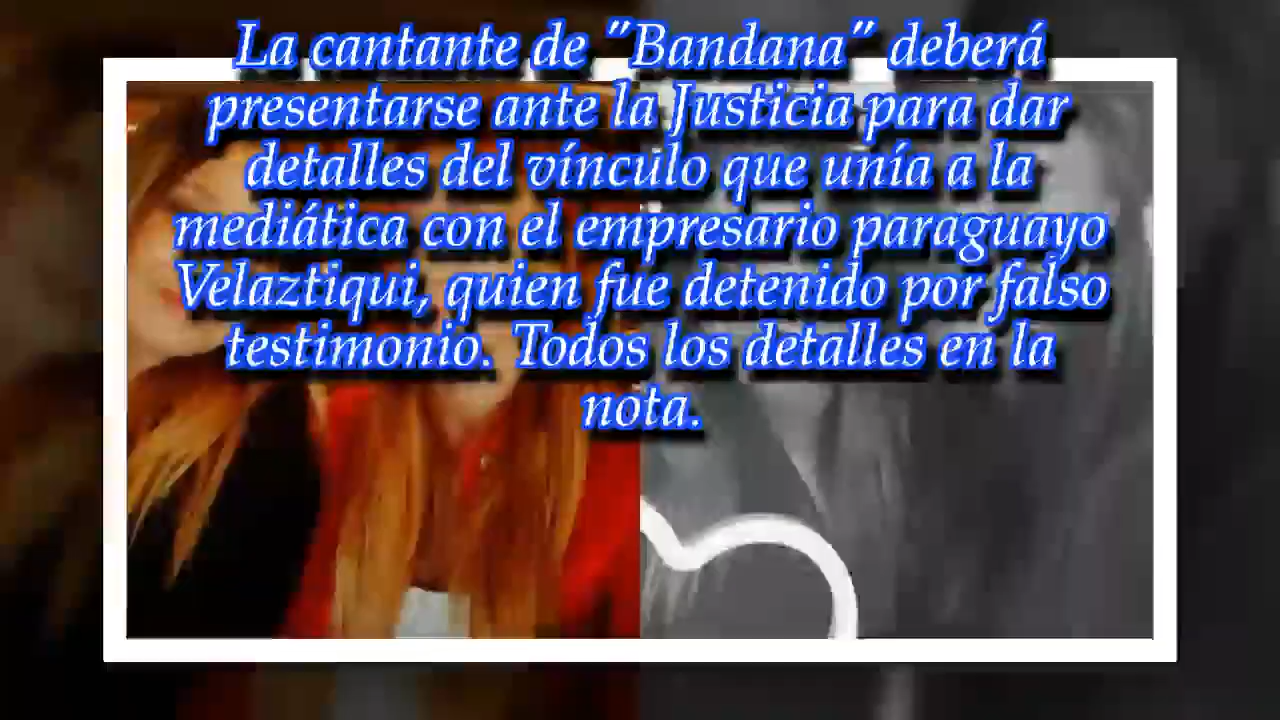 La cantante de "Bandana" deberá
presentarse ante la Justicia para dar
detalles del vínculo que unía a la
mediática con el empresario paraguayo
Velaztiqui, quien fue detenido por falso
testimonio. Todos los detalles en la
nota.